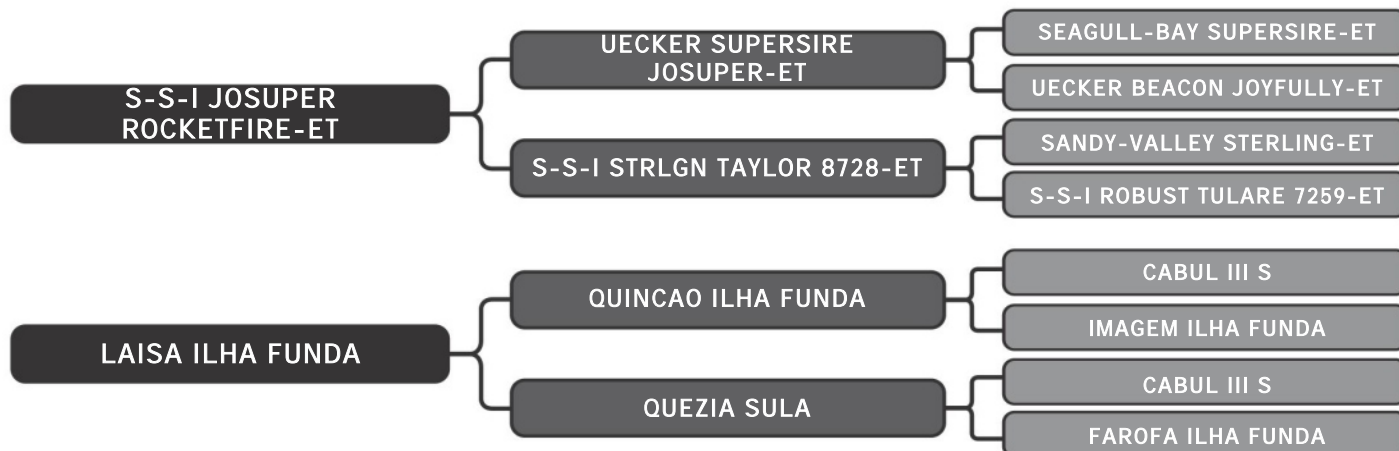 S-S-I JOSUPER
ROCKETFIRE-ET
UECKER SUPERSIRE
JOSUPER-ET
SEAGULL-BAY SUPERSIRE-ET
UECKER BEACON JOYFULLY-ET
S-S-I STRLGN TAYLOR 8728-ET
SANDY-VALLEY STERLING-ET
S-S-I ROBUST TULARE 7259-ET
LAISA ILHA FUNDA
QUINCAO ILHA FUNDA
CABUL III S
IMAGEM ILHA FUNDA
QUEZIA SULA
CABUL III S
FAROFA ILHA FUNDA